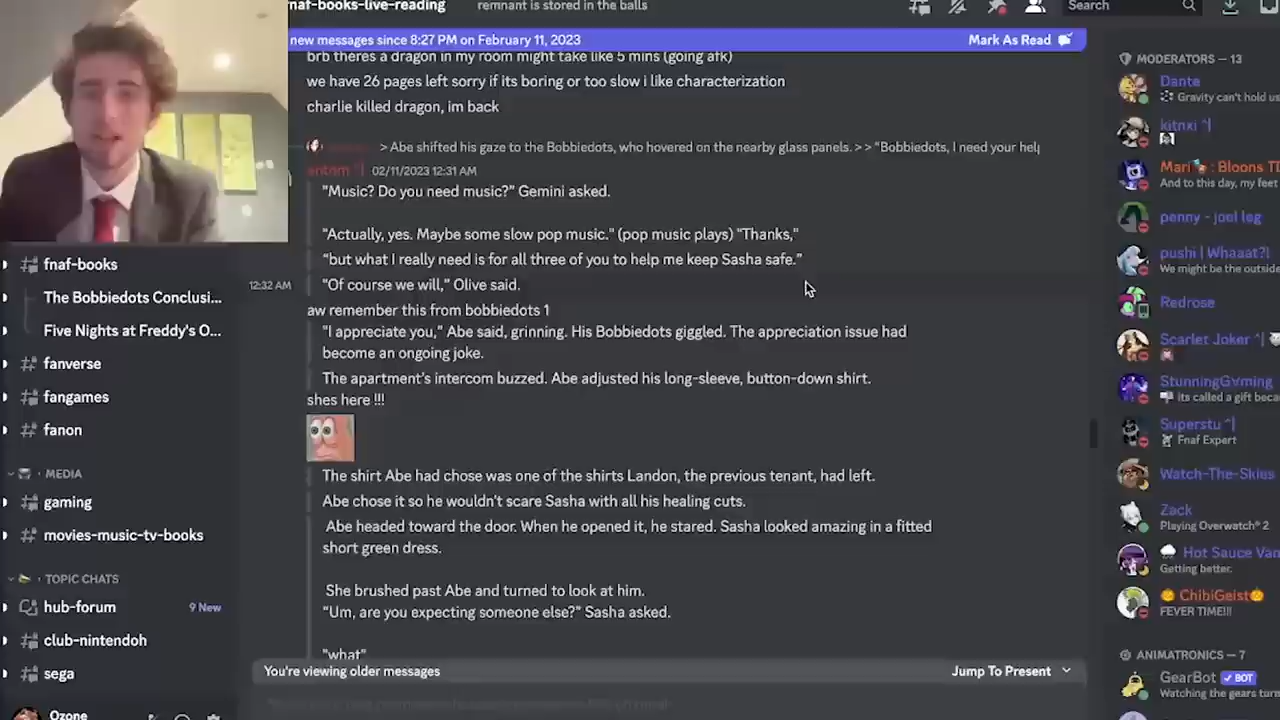 fnaf-books-live-reading
remnant is stored in the balls
Search
new messages since 8:27 PM on February 11, 2023
Mark As Read
brb theres a dragon in my room might take like 5 mins (going afk)
we have 26 pages left sorry if its boring or too slow i like characterization
charlie killed dragon, im back
> Abe shifted his gaze to the Bobbiedots, who hovered on the nearby glass panels. > > "Bobbiedots, I need your help
02/11/2023 12:31 AM
"Music? Do you need music?" Gemini asked.
"Actually, yes. Maybe some slow pop music." (pop music plays) "Thanks,"
"but what I really need is for all three of you to help me keep Sasha safe."
12:32 AM
"Of course we will," Olive said.
aw remember this from bobbiedots 1
"I appreciate you," Abe said, grinning. His Bobbiedots giggled. The appreciation issue had
become an ongoing joke.
The apartment's intercom buzzed. Abe adjusted his long-sleeve, button-down shirt.
shes here !!!
The shirt Abe had chose was one of the shirts Landon, the previous tenant, had left.
Abe chose it so he wouldn't scare Sasha with all his healing cuts.
Abe headed toward the door. When he opened it, he stared. Sasha looked amazing in a fitted
short green dress.
She brushed past Abe and turned to look at him.
"Um, are you expecting someone else?" Sasha asked.
"what"
You're viewing older messages
Jump To Present
fnaf-books
The Bobbiedots Conclusi...
Five Nights at Freddy's O...
fanverse
fangames
fanon
MEDIA
gaming
movies-music-tv-books
TOPIC CHATS
hub-forum
9 New
club-nintendoh
sega
Ozone
MODERATORS — 13
Dante
Gravity can't hold us
kitnxi ^|
Mari : Bloons TD
And to this day, my feet
penny - joel leg
pushi | Whaaat?!
We might be the outside
Redrose
Scarlet Joker ^|
StunningGvming
its called a gift beca
Superstu ^|
Fnaf Expert
Watch-The-Skies
Zack
Playing Overwatch® 2
Hot Sauce Van
Getting better.
ChibiGeist
FEVER TIME!!!
ANIMATRONICS — 7
GearBot
BOT
Watching the gears turn